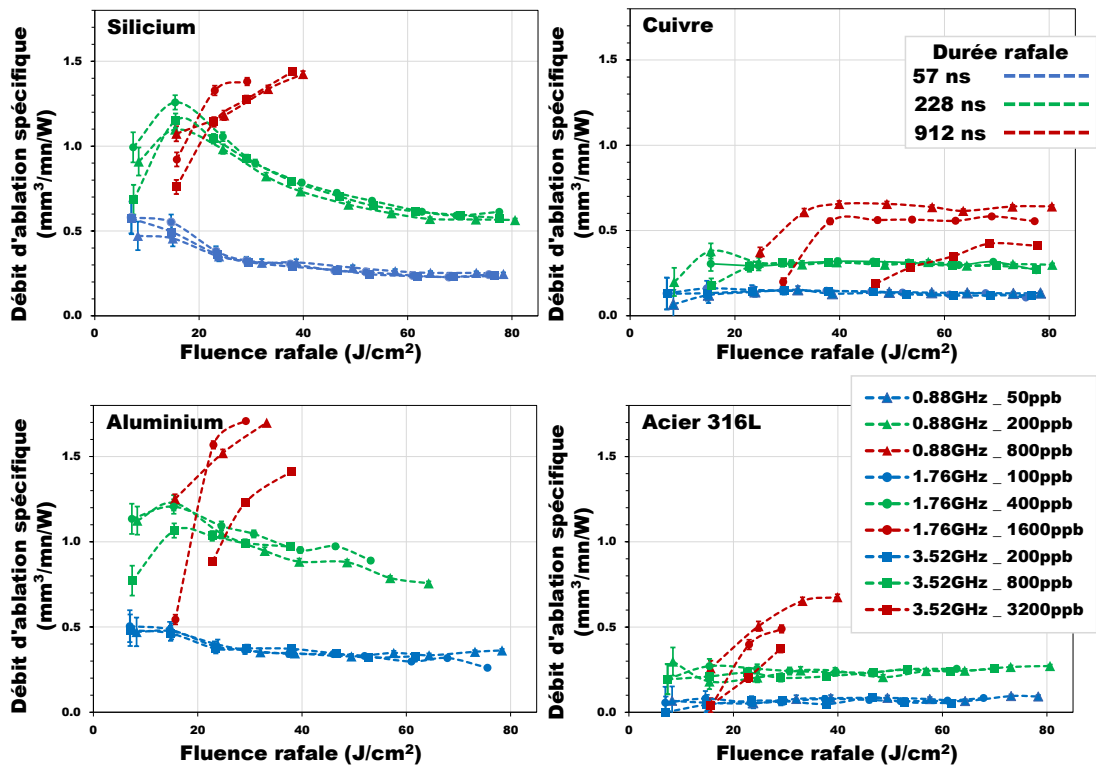 Silicium
Débit d'ablation spécifique
(mm³/mn/W)
1.5
1.0
0.5
0.0
0 20 40 60 80
Fluence rafale (J/cm²)
Cuivre
Durée rafale
57 ns
228 ns
912 ns
Débit d'ablation spécifique
(mm³/mn/W)
1.5
1.0
0.5
0.0
0 20 40 60 80
Fluence rafale (J/cm²)
Aluminium
Débit d'ablation spécifique
(mm³/mn/W)
1.5
1.0
0.5
0.0
0 20 40 60 80
Fluence rafale (J/cm²)
Acier 316L
0.88GHz _ 50ppb
0.88GHz _ 200ppb
0.88GHz _ 800ppb
1.76GHz _ 100ppb
1.76GHz _ 400ppb
1.76GHz _ 1600ppb
3.52GHz _ 200ppb
3.52GHz _ 800ppb
3.52GHz _ 3200ppb
Débit d'ablation spécifique
(mm³/mn/W)
1.5
1.0
0.5
0.0
0 20 40 60 80
Fluence rafale (J/cm²)